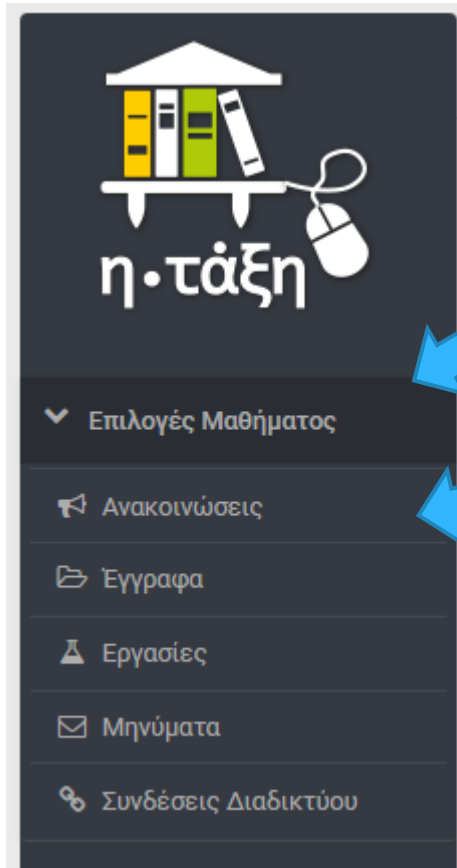 η·τάξη
Επιλογές Μαθήματος
Ανακοινώσεις
Έγγραφα
Εργασίες
Μηνύματα
Συνδέσεις Διαδικτύου